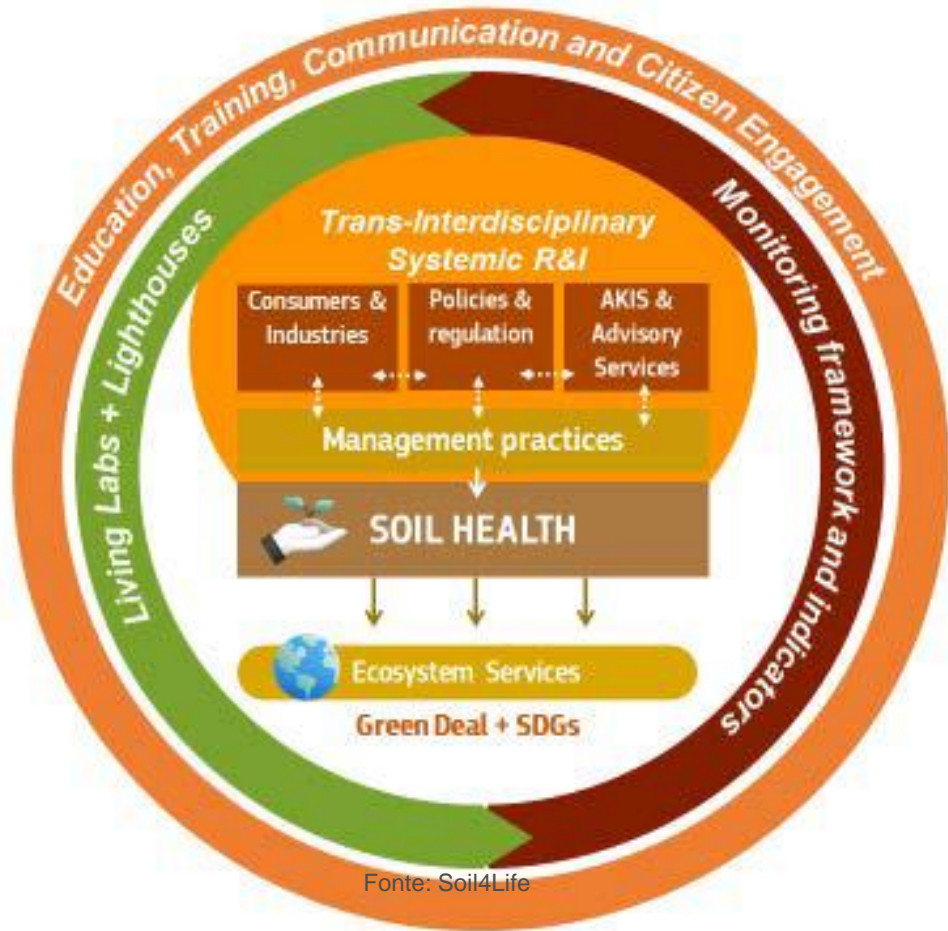 Education, Training, Communication and Citizen Engagement
Living Labs + Lighthouses
Monitoring framework and indicators
Trans-Interdisciplinary
Systemic R&I
Consumers &
Industries
Policies &
regulation
AKIS &
Advisory
Services
Management practices
SOIL HEALTH
Ecosystem Services
Green Deal + SDGs
Fonte: Soil4Life